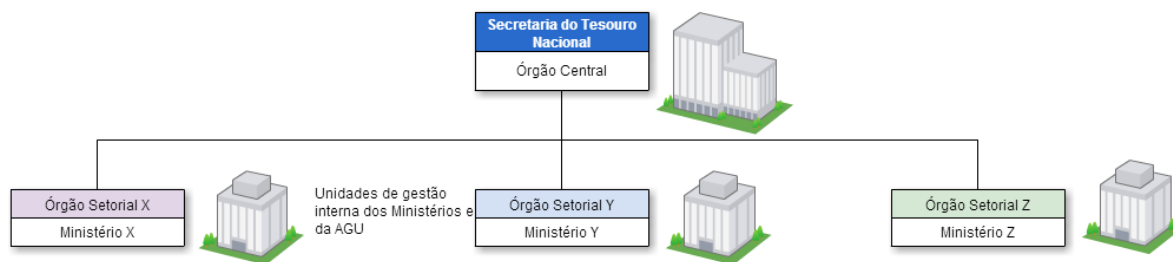 Secretaria do Tesouro
Nacional
Órgão Central
Órgão Setorial X
Ministério X
Unidades de gestão
interna dos Ministérios e
da AGU
Órgão Setorial Y
Ministério Y
Órgão Setorial Z
Ministério Z